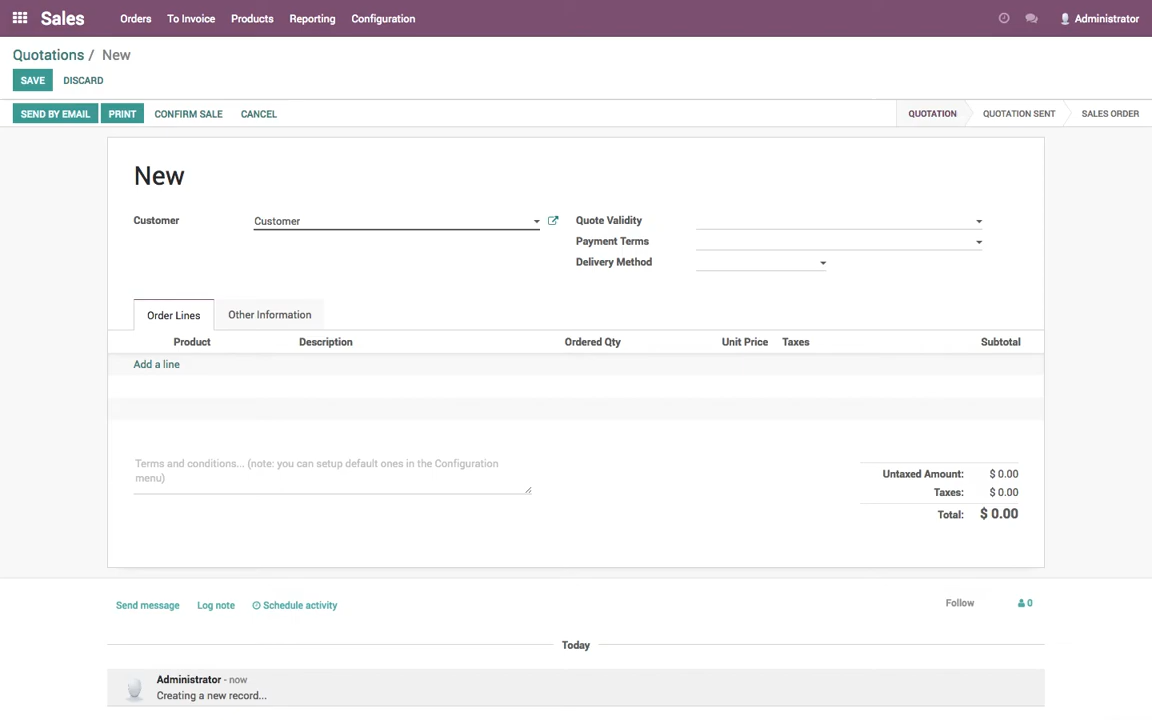 Sales Orders To Invoice Products Reporting Configuration Administrator
Quotations / New
SAVE DISCARD
SEND BY EMAIL PRINT CONFIRM SALE CANCEL QUOTATION QUOTATION SENT SALES ORDER
New
Customer Customer Quote Validity
Payment Terms
Delivery Method
Order Lines Other Information
Product Description Ordered Qty Unit Price Taxes Subtotal
Add a line
Terms and conditions... (note: you can setup default ones in the Configuration
menu)
Untaxed Amount: $ 0.00
Taxes: $ 0.00
Total: $ 0.00
Send message Log note Schedule activity Follow 0
Today
Administrator - now
Creating a new record...